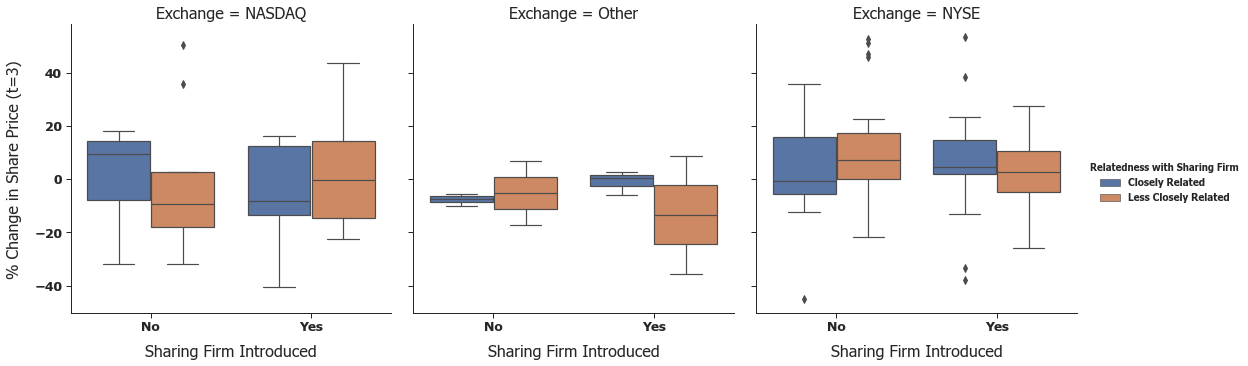 Exchange = NASDAQ
Exchange = Other
Exchange = NYSE
% Change in Share Price (t=3)
40
20
0
−20
−40
No
Yes
No
Yes
No
Yes
Sharing Firm Introduced
Sharing Firm Introduced
Sharing Firm Introduced
Relatedness with Sharing Firm
Closely Related
Less Closely Related